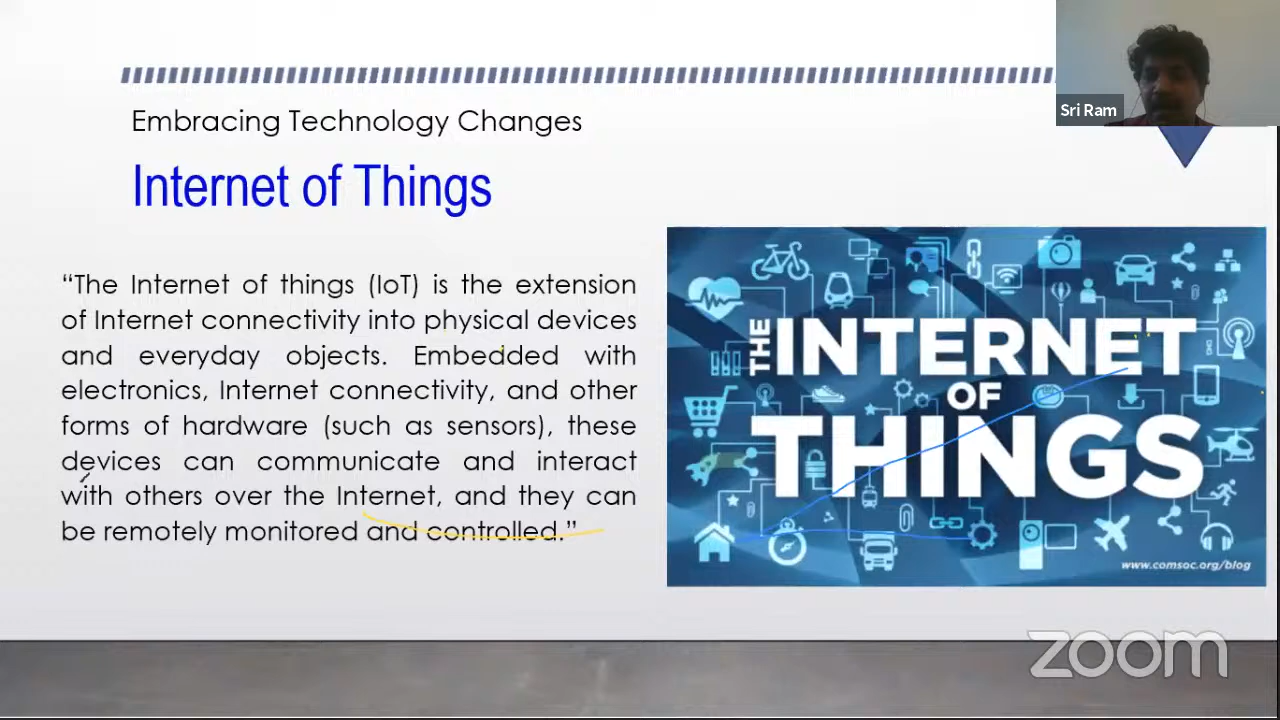 Sri Ram
Embracing Technology Changes
Internet of Things
“The Internet of things (IoT) is the extension
of Internet connectivity into physical devices
and everyday objects. Embedded with
electronics, Internet connectivity, and other
forms of hardware (such as sensors), these
devices can communicate and interact
with others over the Internet, and they can
be remotely monitored and controlled.”
THE INTERNET
OF
THINGS
www.comsoc.org/blog
zoom